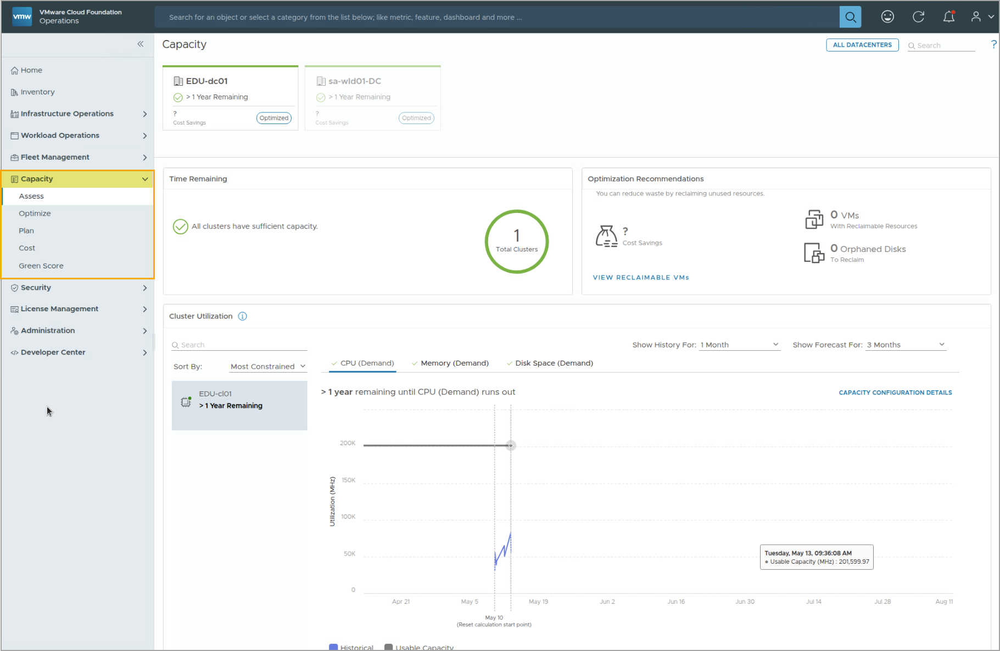 vmw
VMware Cloud Foundation
Operations
Search for an object or select a category from the list below; like metric, feature, dashboard and more ...
Home
Inventory
Infrastructure Operations
Workload Operations
Fleet Management
Capacity
Assess
Optimize
Plan
Cost
Green Score
Security
License Management
Administration
</> Developer Center
Capacity
ALL DATACENTERS
Search
?
EDU-dc01
> 1 Year Remaining
?
Cost Savings
Optimized
sa-wld01-DC
> 1 Year Remaining
?
Cost Savings
Optimized
Time Remaining
All clusters have sufficient capacity.
1
Total Clusters
Optimization Recommendations
You can reduce waste by reclaiming unused resources.
?
Cost Savings
0 VMs
With Reclaimable Resources
0 Orphaned Disks
To Reclaim
VIEW RECLAIMABLE VMs
Cluster Utilization
Search
Show History For: 1 Month
Show Forecast For: 3 Months
Sort By: Most Constrained
CPU (Demand)
Memory (Demand)
Disk Space (Demand)
EDU-cl01
> 1 Year Remaining
> 1 year remaining until CPU (Demand) runs out
CAPACITY CONFIGURATION DETAILS
Utilization (MHz)
200K
150K
100K
50K
0
Tuesday, May 13, 09:36:08 AM
Usable Capacity (MHz) : 201,599.97
Apr 21
May 5
May 19
Jun 2
Jun 16
Jun 30
Jul 14
Jul 28
Aug 11
May 10
(Reset calculation start point)
Historical
Usable Capacity